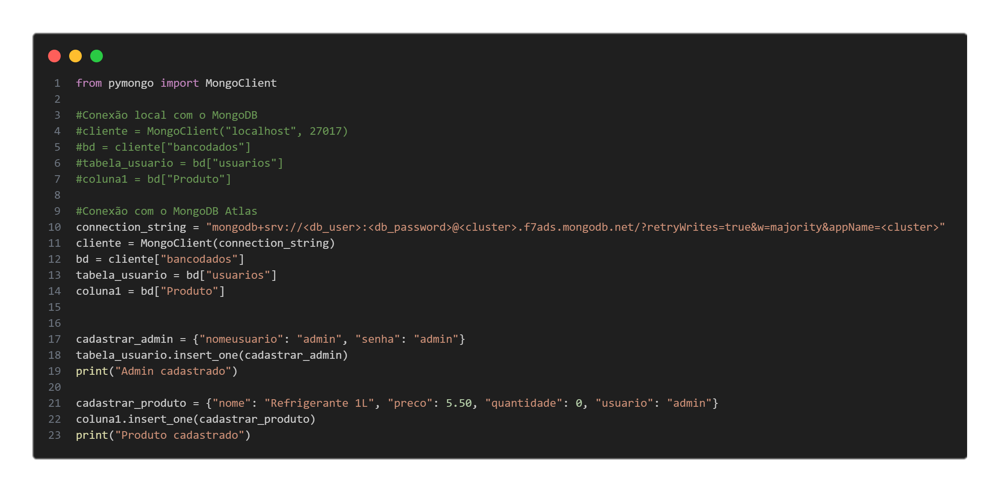 1 from pymongo import MongoClient
2
3 #Conexão local com o MongoDB
4 #cliente = MongoClient("localhost", 27017)
5 #bd = cliente["bancodados"]
6 #tabela_usuario = bd["usuarios"]
7 #coluna1 = bd["Produto"]
8
9 #Conexão com o MongoDB Atlas
10 connection_string = "mongodb+srv://<db_user>:<db_password>@<cluster>.f7ads.mongodb.net/?retryWrites=true&w=majority&appName=<cluster>"
11 cliente = MongoClient(connection_string)
12 bd = cliente["bancodados"]
13 tabela_usuario = bd["usuarios"]
14 coluna1 = bd["Produto"]
15
16
17 cadastrar_admin = {"nomeusuario": "admin", "senha": "admin"}
18 tabela_usuario.insert_one(cadastrar_admin)
19 print("Admin cadastrado")
20
21 cadastrar_produto = {"nome": "Refrigerante 1L", "preco": 5.50, "quantidade": 0, "usuario": "admin"}
22 coluna1.insert_one(cadastrar_produto)
23 print("Produto cadastrado")